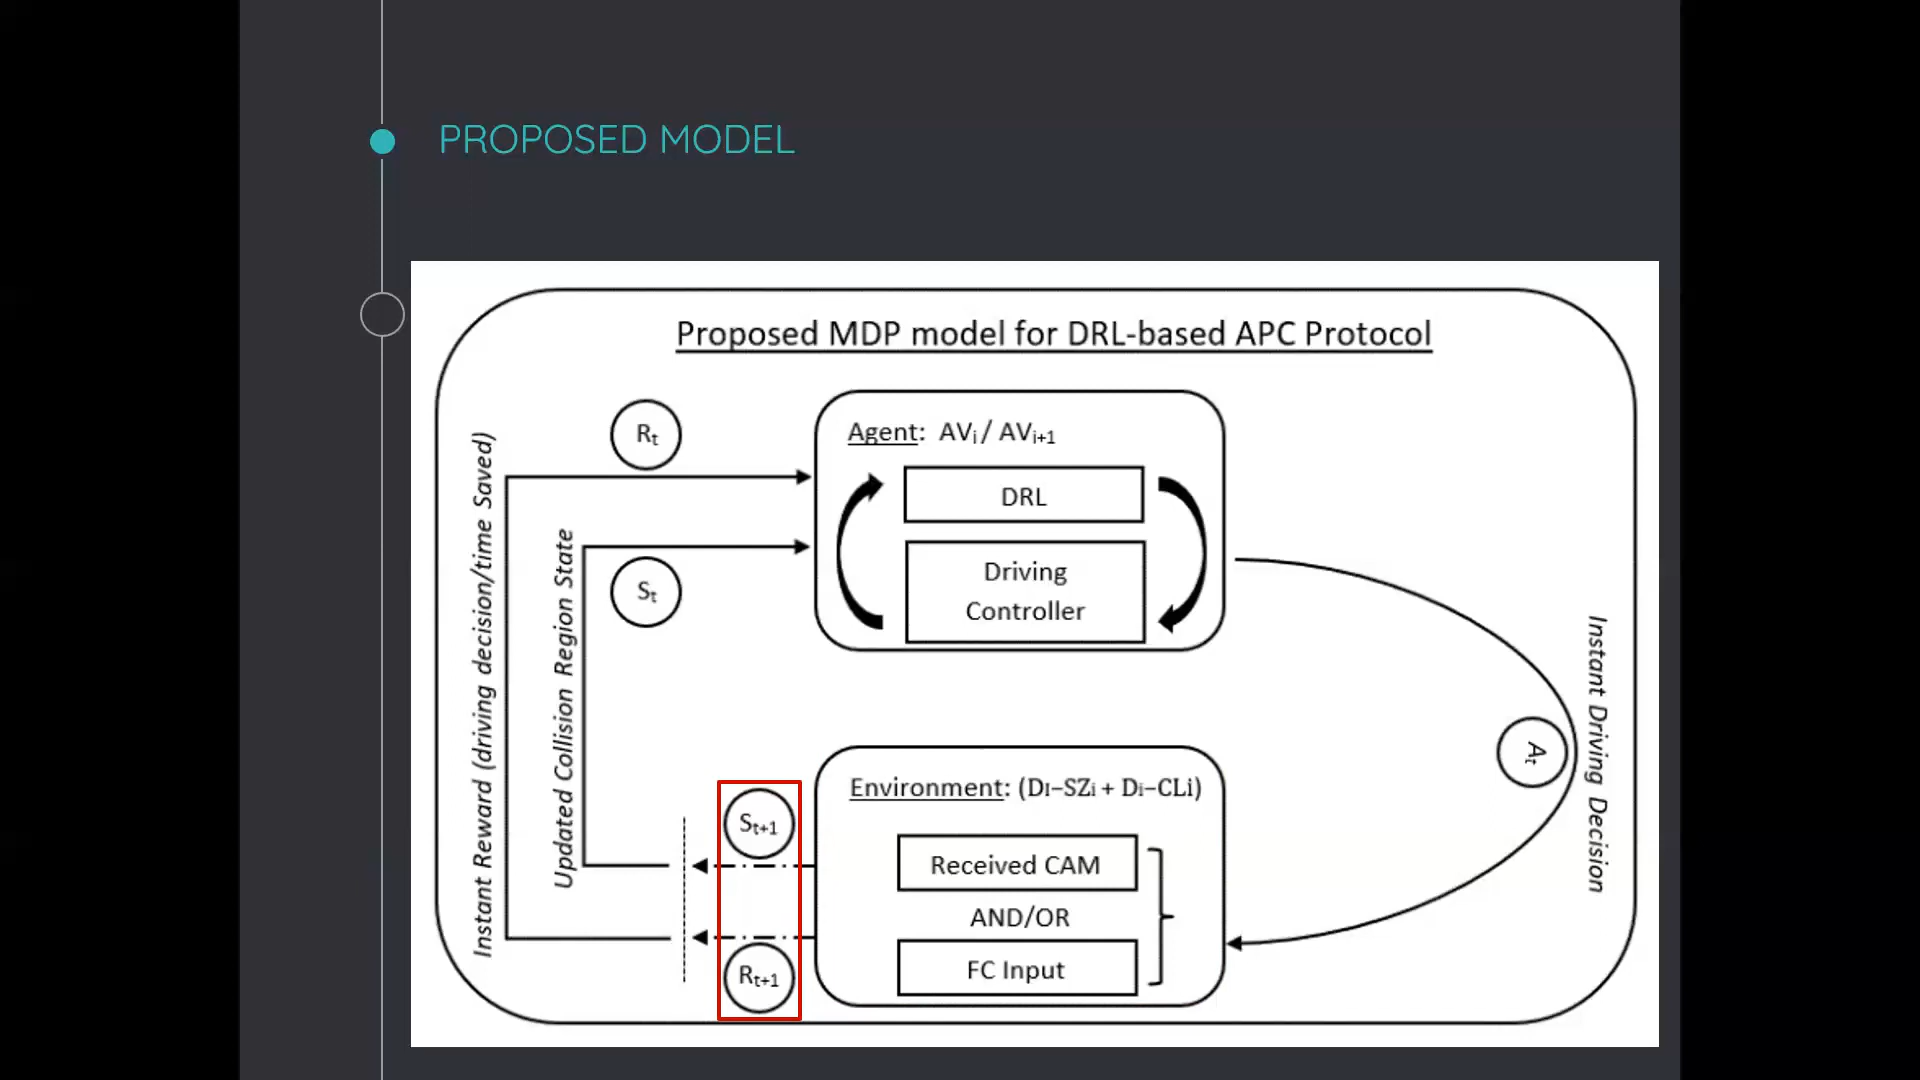 PROPOSED MODEL
Proposed MDP model for DRL-based APC Protocol
Rt
Agent: AVi / AVi+1
DRL
Driving
Controller
St
Instant Reward (driving decision/time Saved)
Updated Collision Region State
Instant Driving Decision
At
Environment: (DI–SZi + Di–CLi)
St+1
Received CAM
AND/OR
FC Input
Rt+1